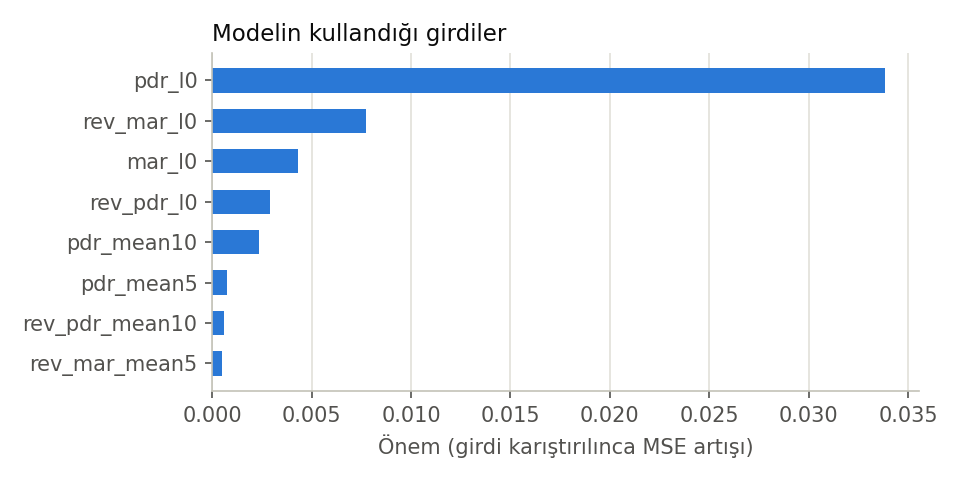 Modelin kullandığı girdiler
pdr_l0
rev_mar_l0
mar_l0
rev_pdr_l0
pdr_mean10
pdr_mean5
rev_pdr_mean10
rev_mar_mean5
0.000 0.005 0.010 0.015 0.020 0.025 0.030 0.035
Önem (girdi karıştırılınca MSE artışı)